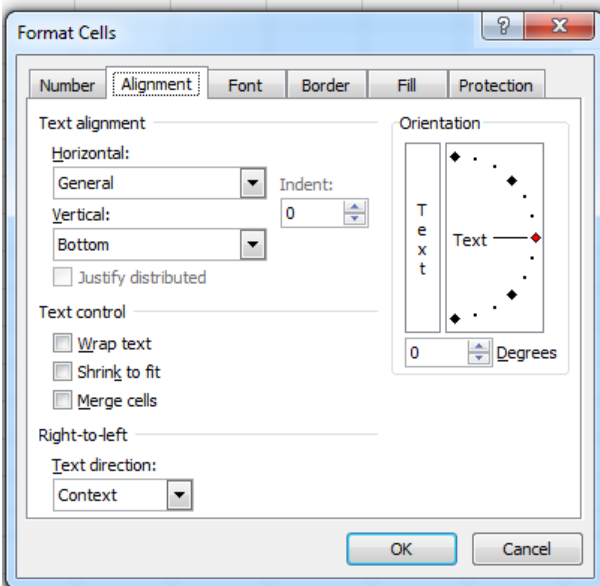 Format Cells
Number Alignment Font Border Fill Protection
Text alignment
Horizontal:
General
Indent:
0
Vertical:
Bottom
Justify distributed
Text control
Wrap text
Shrink to fit
Merge cells
Right-to-left
Text direction:
Context
Orientation
Text
Text
0 Degrees
OK Cancel